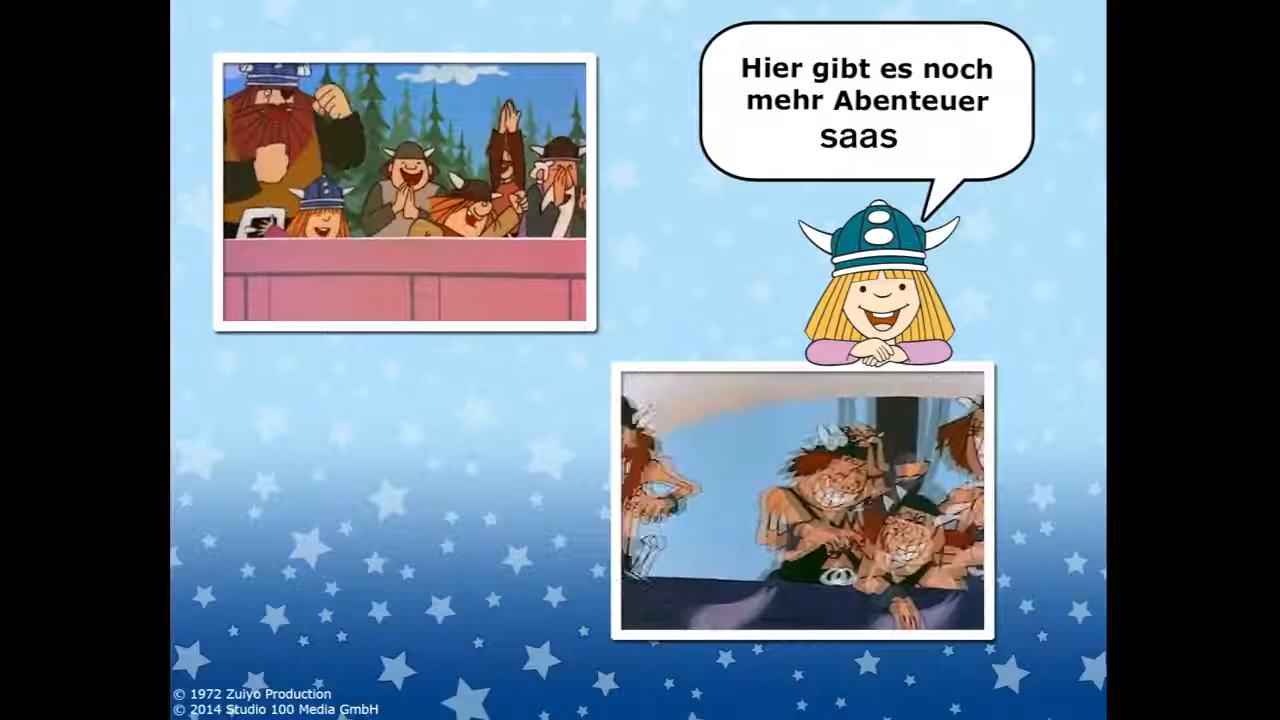 Hier gibt es noch
mehr Abenteuer
saas
© 1972 Zuiyo Production
© 2014 Studio 100 Media GmbH